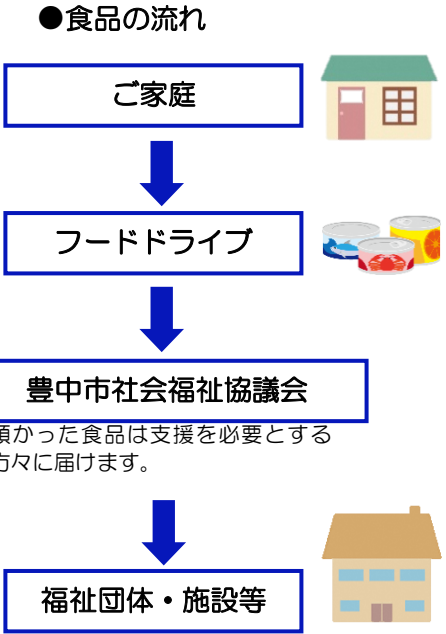 ●食品の流れ
ご家庭
フードドライブ
豊中市社会福祉協議会
預かった食品は支援を必要とする
方々に届けます。
福祉団体・施設等